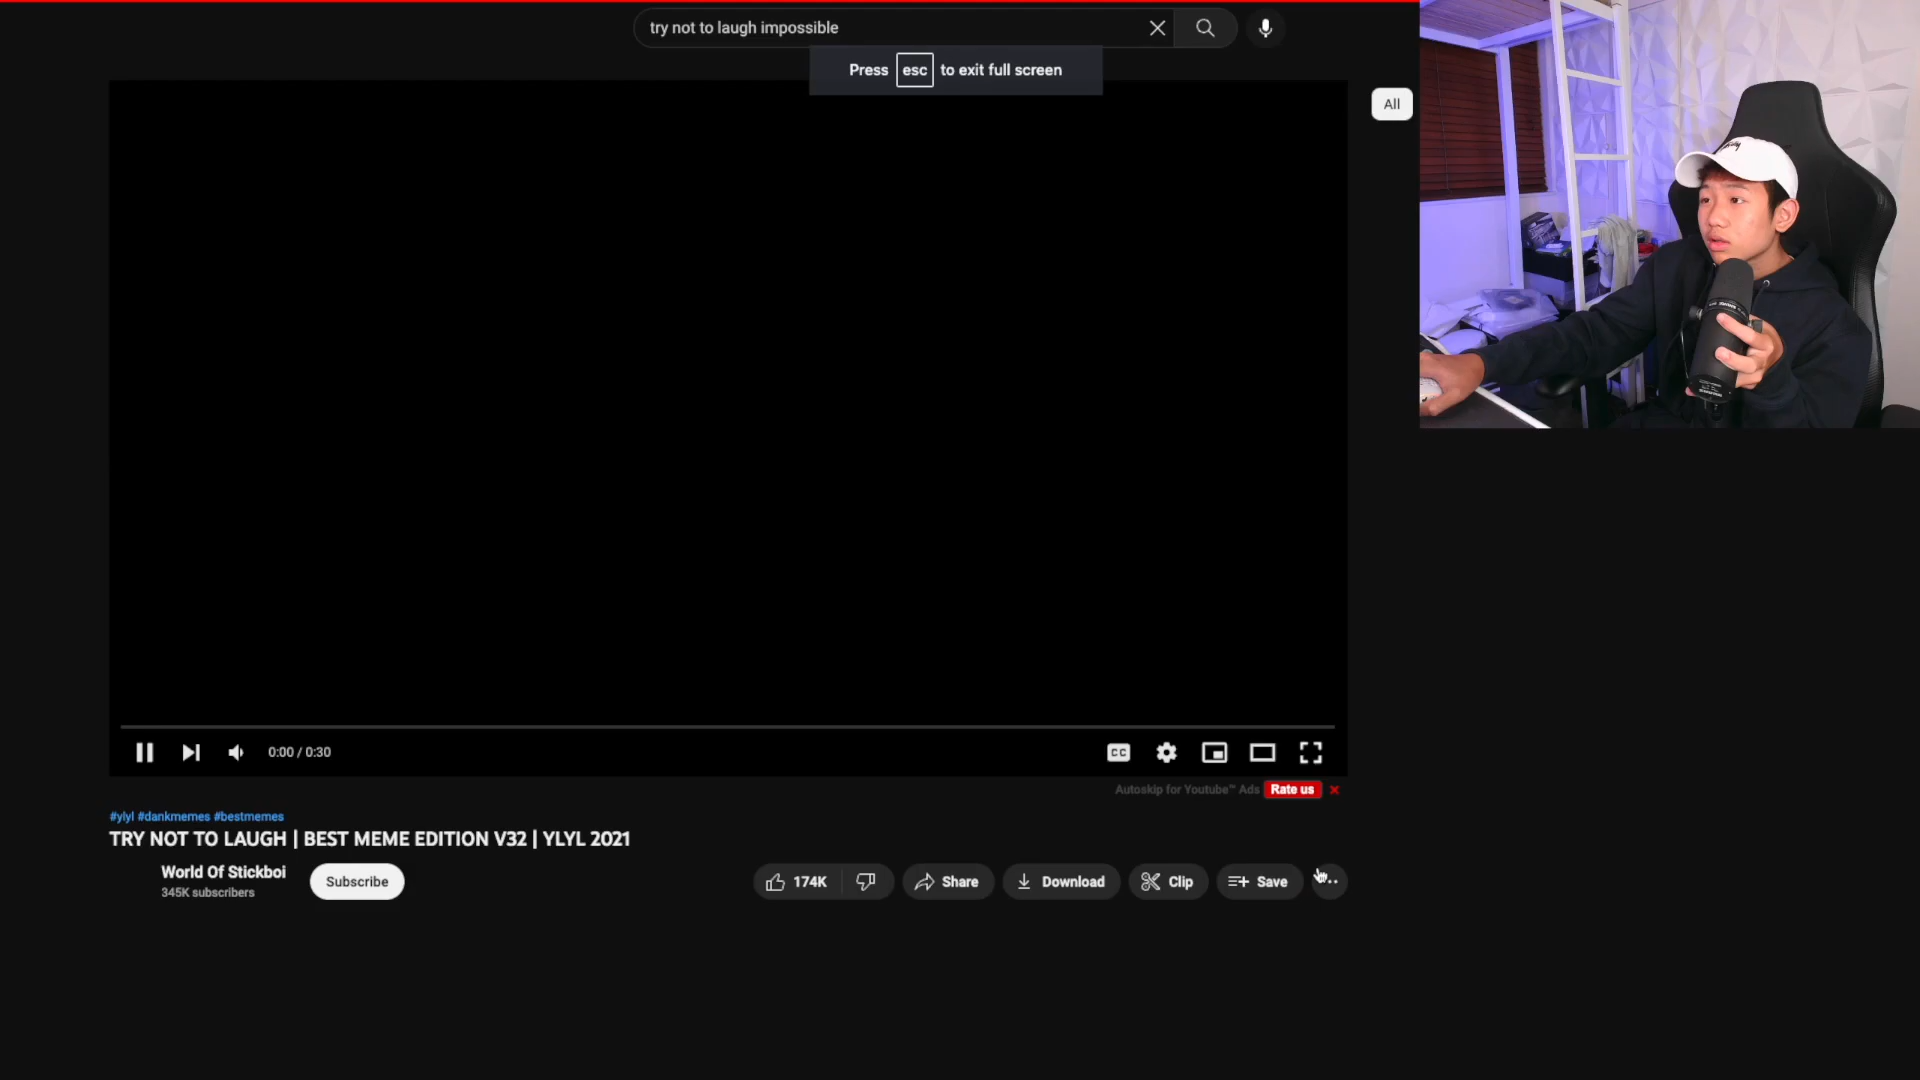 try not to laugh impossible
Press esc to exit full screen
All
0:00 / 0:30
CC
Autoskip for Youtube™ Ads Rate us
#ylyl #dankmemes #bestmemes
TRY NOT TO LAUGH | BEST MEME EDITION V32 | YLYL 2021
World Of Stickboi
345K subscribers
Subscribe
174K
Share
Download
Clip
Save